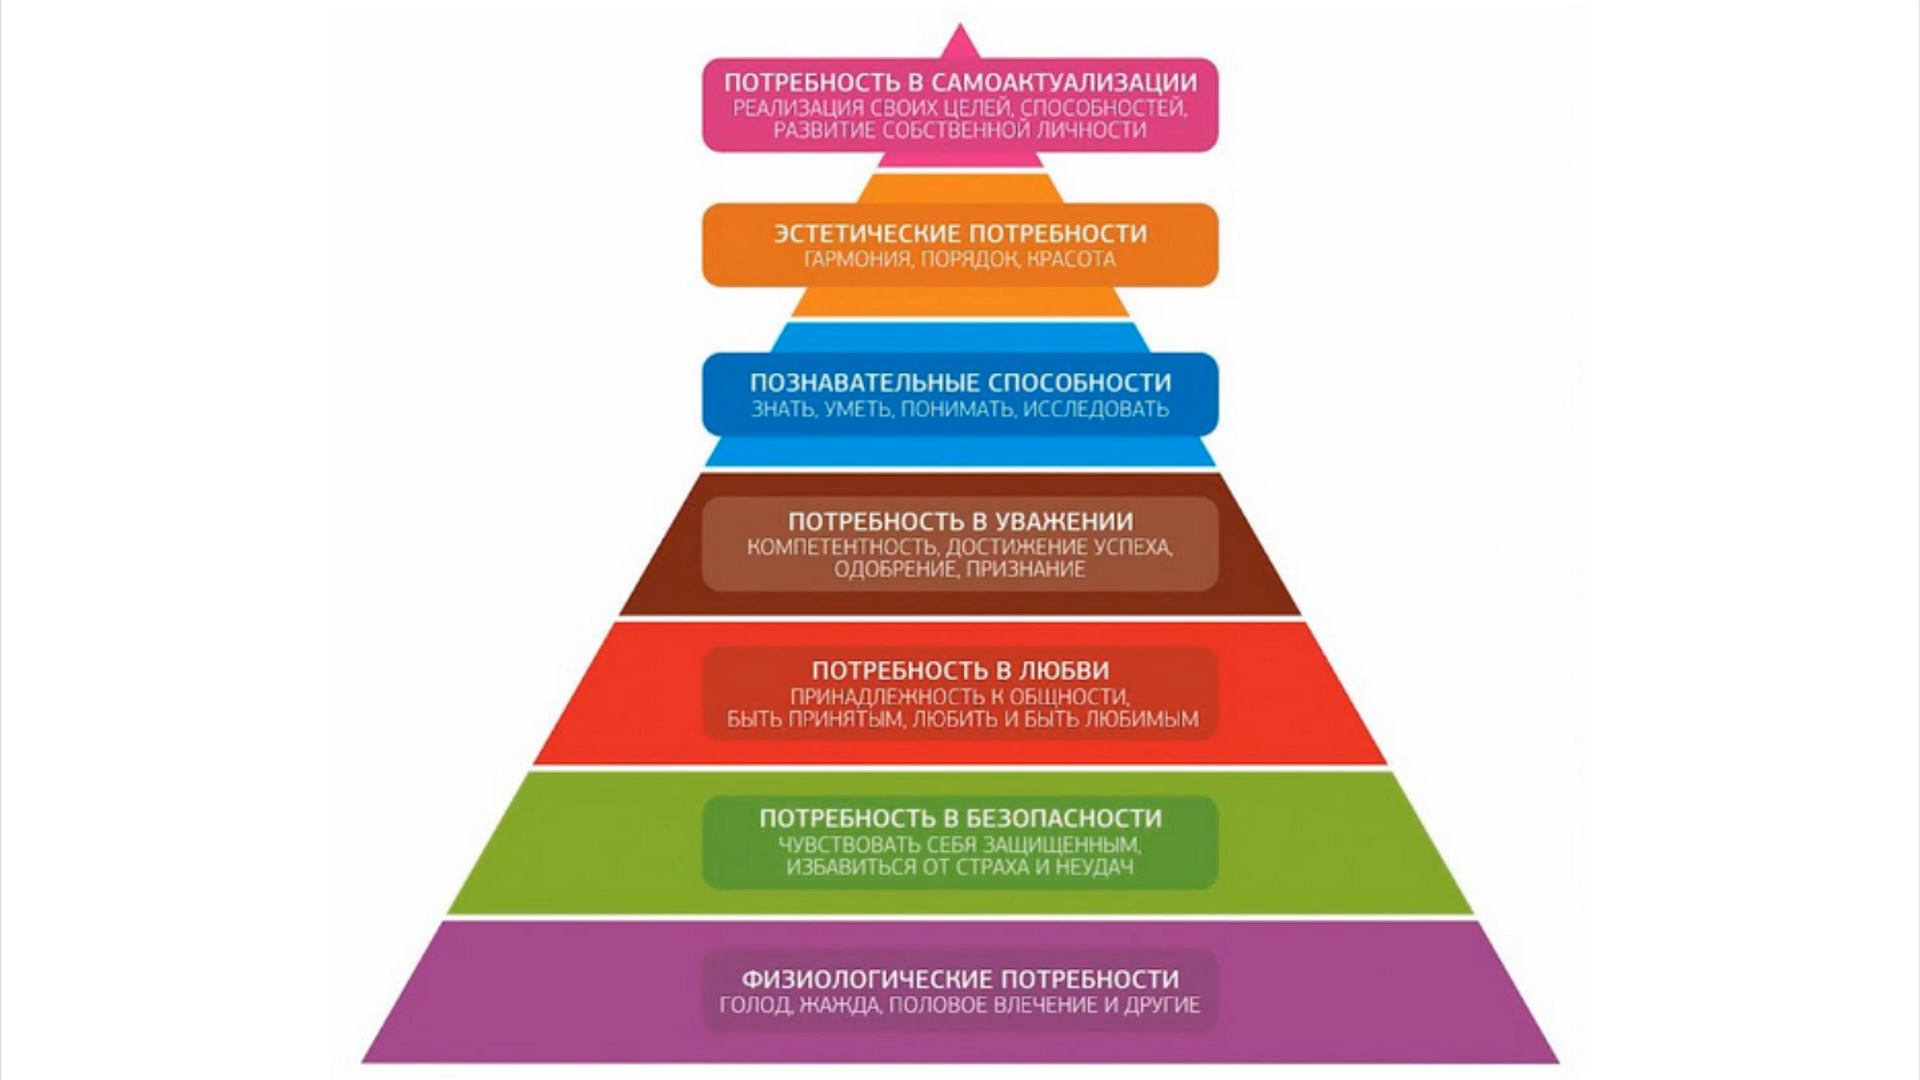 ПОТРЕБНОСТЬ В САМОАКТУАЛИЗАЦИИ
РЕАЛИЗАЦИЯ СВОИХ ЦЕЛЕЙ, СПОСОБНОСТЕЙ,
РАЗВИТИЕ СОБСТВЕННОЙ ЛИЧНОСТИ
ЭСТЕТИЧЕСКИЕ ПОТРЕБНОСТИ
ГАРМОНИЯ, ПОРЯДОК, КРАСОТА
ПОЗНАВАТЕЛЬНЫЕ СПОСОБНОСТИ
ЗНАТЬ, УМЕТЬ, ПОНИМАТЬ, ИССЛЕДОВАТЬ
ПОТРЕБНОСТЬ В УВАЖЕНИИ
КОМПЕТЕНТНОСТЬ, ДОСТИЖЕНИЕ УСПЕХА,
ОДОБРЕНИЕ, ПРИЗНАНИЕ
ПОТРЕБНОСТЬ В ЛЮБВИ
ПРИНАДЛЕЖНОСТЬ К ОБЩНОСТИ,
БЫТЬ ПРИНЯТЫМ, ЛЮБИТЬ И БЫТЬ ЛЮБИМЫМ
ПОТРЕБНОСТЬ В БЕЗОПАСНОСТИ
ЧУВСТВОВАТЬ СЕБЯ ЗАЩИЩЕННЫМ,
ИЗБАВИТЬСЯ ОТ СТРАХА И НЕУДАЧ
ФИЗИОЛОГИЧЕСКИЕ ПОТРЕБНОСТИ
ГОЛОД, ЖАЖДА, ПОЛОВОЕ ВЛЕЧЕНИЕ И ДРУГИЕ